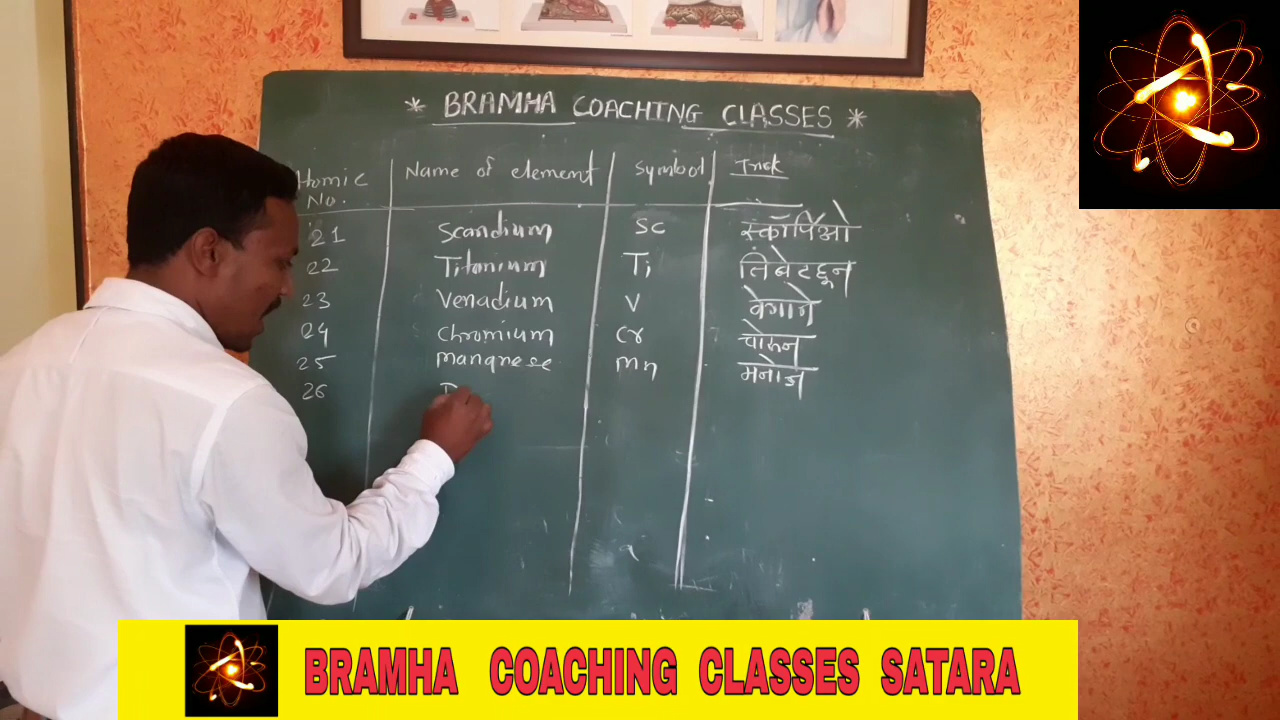 * BRAMHA COACHING CLASSES *
Atomic No. Name of element Symbol Trick
21 Scandium Sc स्कॉर्पिओ
22 Titanium Ti तिबेटहून
23 Venadium V वेगाने
24 Chromium Cr चोरून
25 Mangnese Mn मनोज
26
BRAMHA COACHING CLASSES SATARA